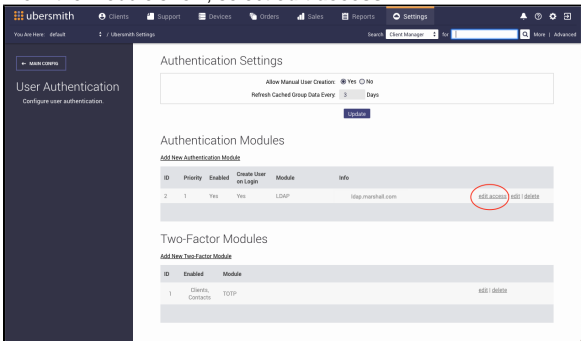 ubersmith
Clients
Support
Devices
Orders
Sales
Reports
Settings
You Are Here: default / Ubersmith Settings
Search Client Manager for
More | Advanced
← MAIN CONFIG
User Authentication
Configure user authentication.
Authentication Settings
Allow Manual User Creation: Yes No
Refresh Cached Group Data Every: 3 Days
Update
Authentication Modules
Add New Authentication Module
ID Priority Enabled Create User on Login Module Info
2 1 Yes Yes LDAP ldap.marshall.com edit access | edit | delete
Two-Factor Modules
Add New Two-Factor Module
ID Enabled Module
1 Clients, Contacts TOTP edit | delete